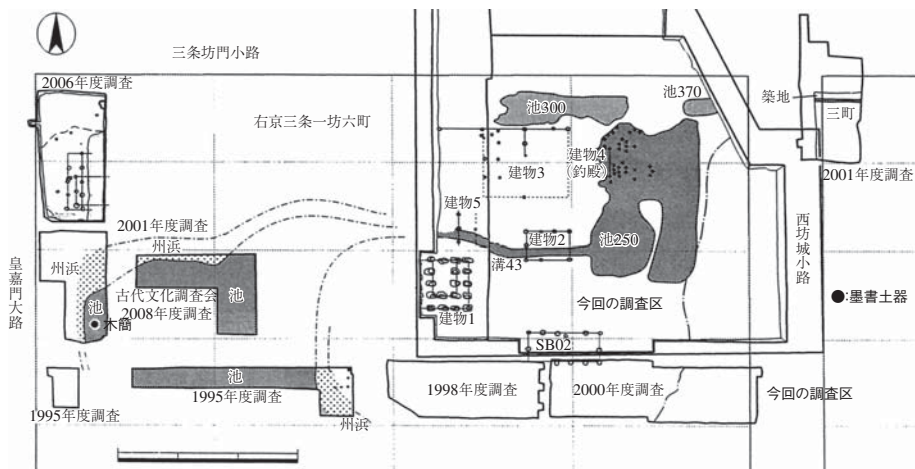 三条坊門小路
2006年度調査
右京三条一坊六町
池300
池370
築地
三町
2001年度調査
建物3
建物4
(釣殿)
建物5
2001年度調査
州浜
州浜
建物2
池250
溝43
西坊城小路
皇嘉門大路
池
木簡
古代文化調査会
2008年度調査
池
建物1
今回の調査区
●:墨書土器
SB02
池
1995年度調査
1995年度調査
州浜
1998年度調査
2000年度調査
今回の調査区